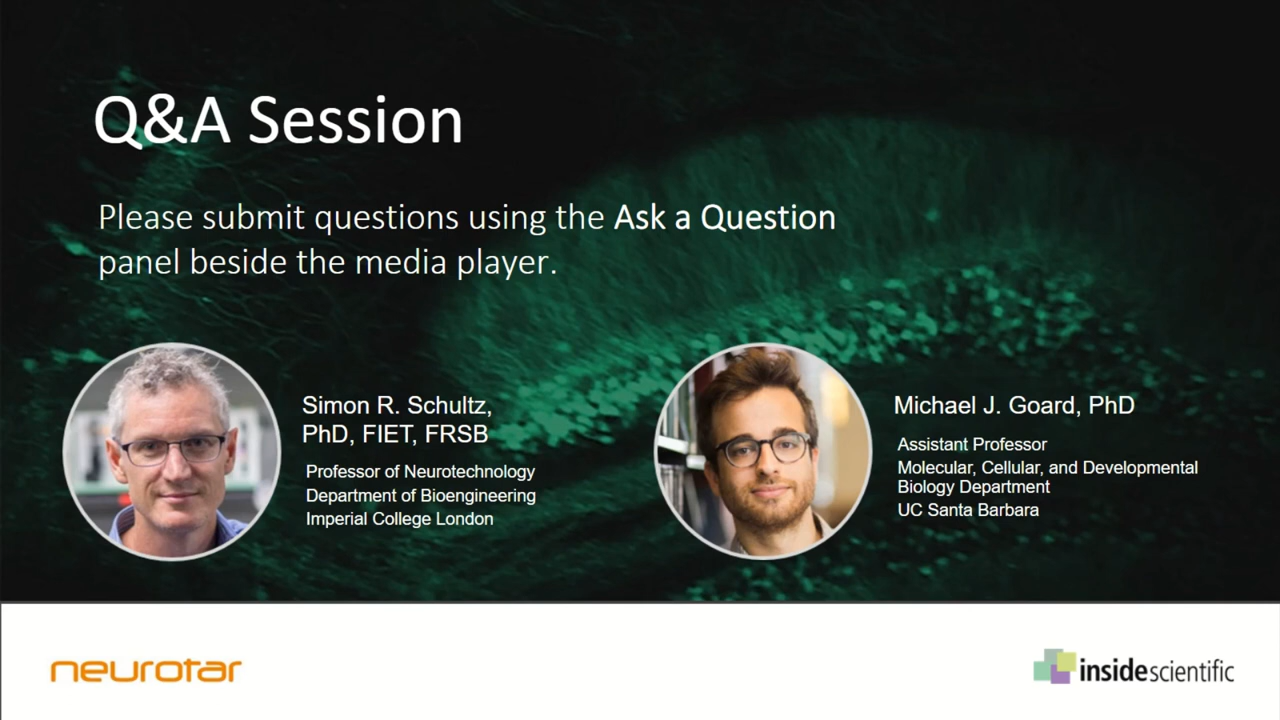 Q&A Session
Please submit questions using the Ask a Question
panel beside the media player.
Simon R. Schultz,
PhD, FIET, FRSB
Professor of Neurotechnology
Department of Bioengineering
Imperial College London
Michael J. Goard, PhD
Assistant Professor
Molecular, Cellular, and Developmental
Biology Department
UC Santa Barbara
neurotar
insidescientific